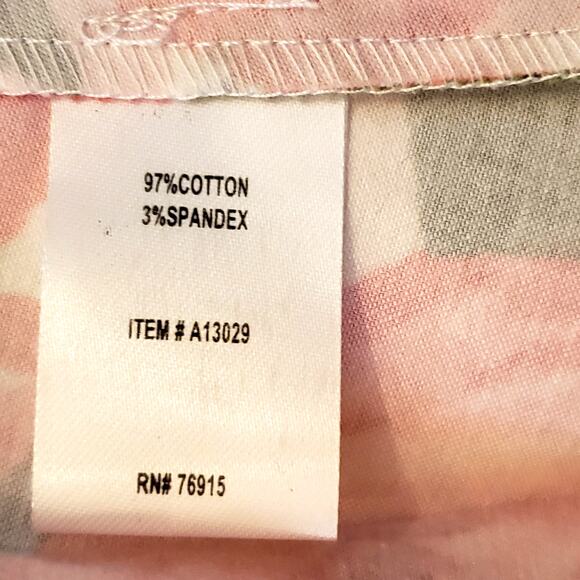 97%COTTON
3%SPANDEX
ITEM # A13029
RN# 76915